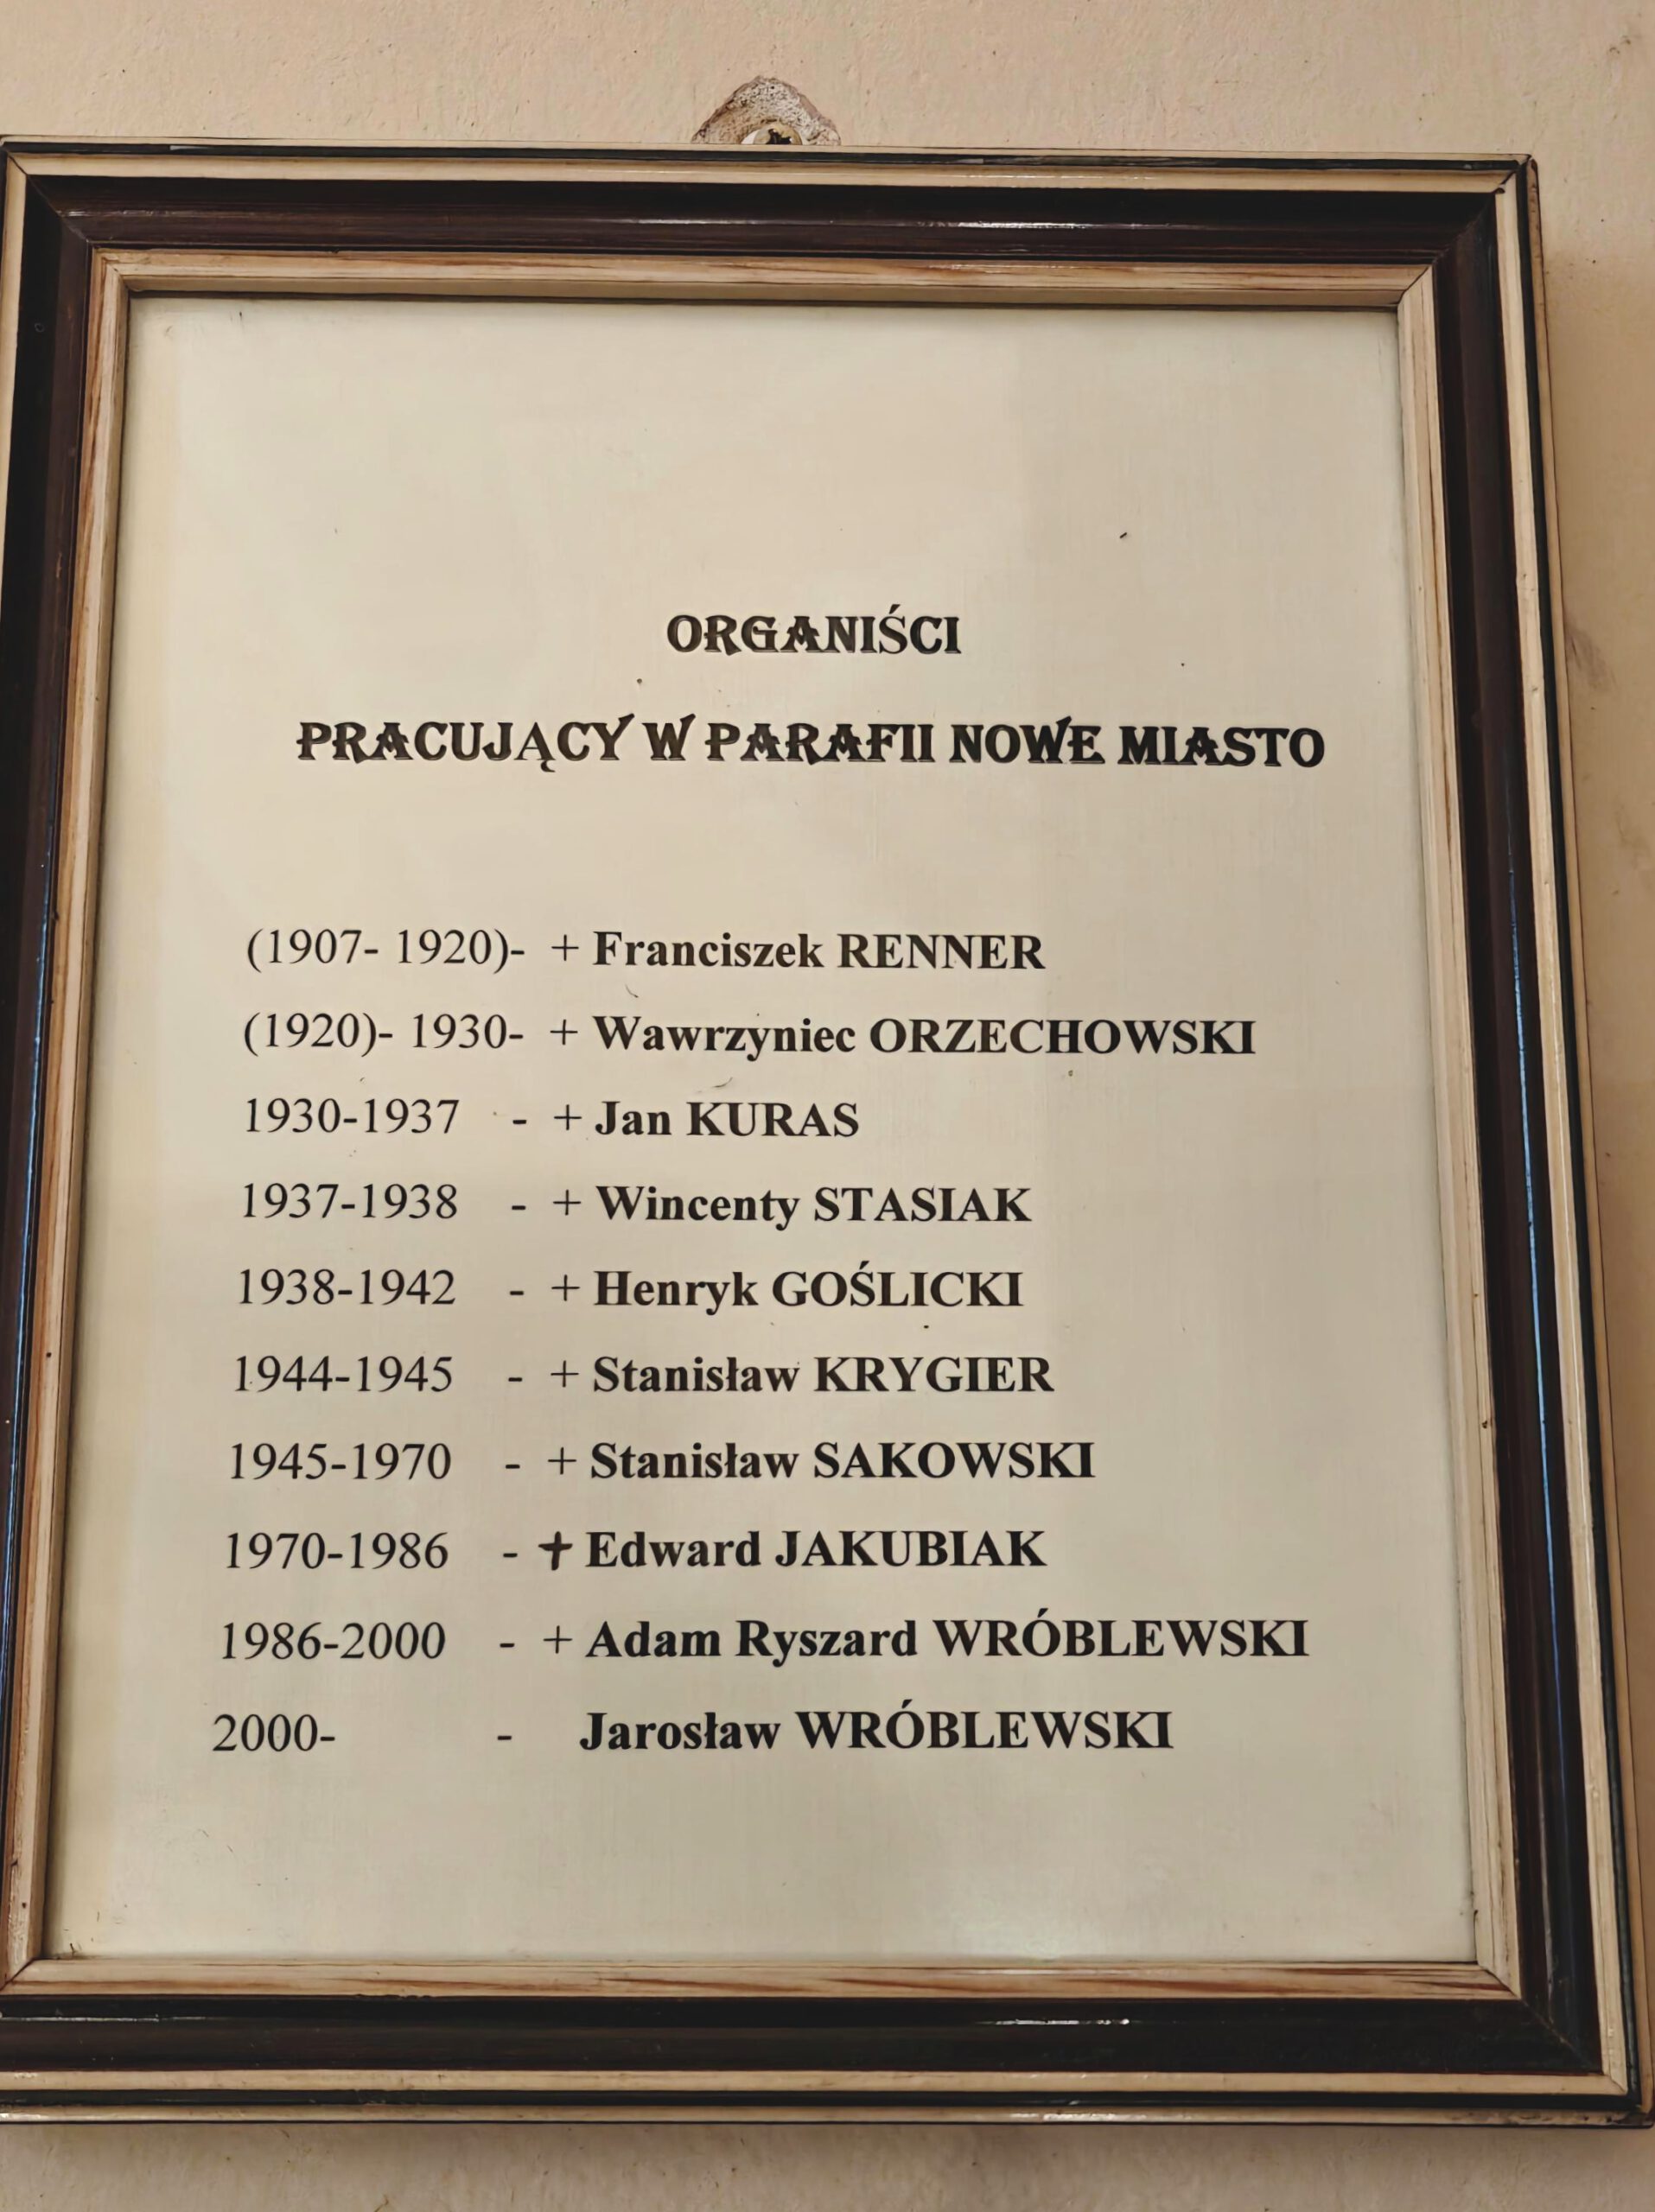 ORGANIŚCI
PRACUJĄCY W PARAFII NOWE MIASTO
(1907- 1920)- + Franciszek RENNER
(1920)- 1930- + Wawrzyniec ORZECHOWSKI
1930-1937 - + Jan KURAS
1937-1938 - + Wincenty STASIAK
1938-1942 - + Henryk GOŚLICKI
1944-1945 - + Stanisław KRYGIER
1945-1970 - + Stanisław SAKOWSKI
1970-1986 - ✝ Edward JAKUBIAK
1986-2000 - + Adam Ryszard WRÓBLEWSKI
2000- - Jarosław WRÓBLEWSKI